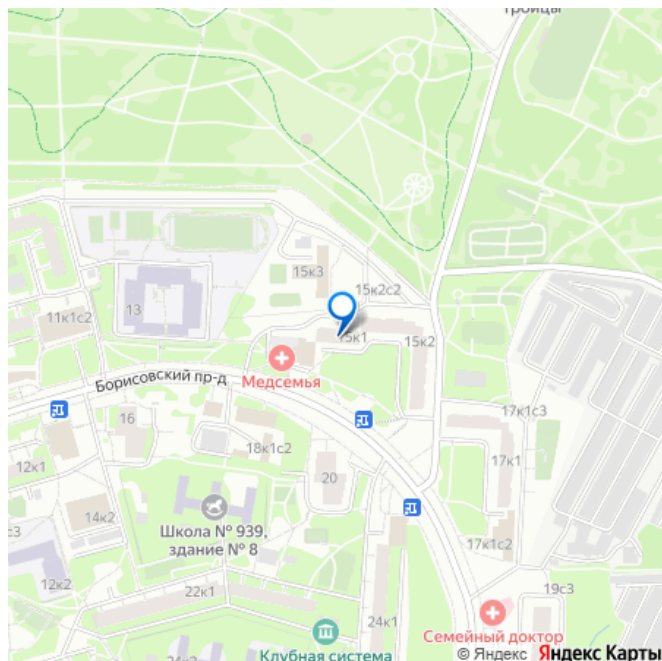 Троицы
15к3
15к2с2
13
11к1с2
15к1
15к2
Медсемья
Борисовский пр-д
17к1с3
16
18к1с2
17к1
12к1
20
14к2
Школа № 939,
здание № 8
17к1с2
12к2
22к1
19с3
24к1
Семейный доктор
Клубная система
© Яндекс Яндекс Карты